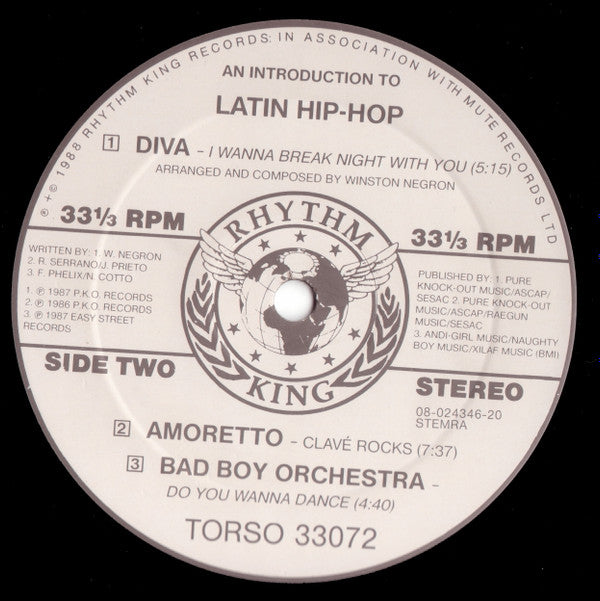 ℗ + © 1988 RHYTHM KING RECORDS: IN ASSOCIATION WITH MUTE RECORDS LTD
AN INTRODUCTION TO
LATIN HIP-HOP
1 DIVA – I WANNA BREAK NIGHT WITH YOU (5:15)
ARRANGED AND COMPOSED BY WINSTON NEGRON
33⅓ RPM
33⅓ RPM
RHYTHM
KING
WRITTEN BY: 1. W. NEGRON
2. R. SERRANO/J. PRIETO
3. F. PHELIX/N. COTTO
1. ℗ 1987 P.K.O. RECORDS
2. ℗ 1986 P.K.O. RECORDS
3. ℗ 1987 EASY STREET
RECORDS
PUBLISHED BY: 1. PURE
KNOCK-OUT MUSIC/ASCAP/
SESAC 2. PURE KNOCK-OUT
MUSIC/ASCAP/RAEGUN
MUSIC/SESAC
3. ANDI-GIRL MUSIC/NAUGHTY
BOY MUSIC/XILAF MUSIC (BMI)
SIDE TWO
STEREO
08-024346-20
STEMRA
2 AMORETTO – CLAVÉ ROCKS (7:37)
3 BAD BOY ORCHESTRA –
DO YOU WANNA DANCE (4:40)
TORSO 33072